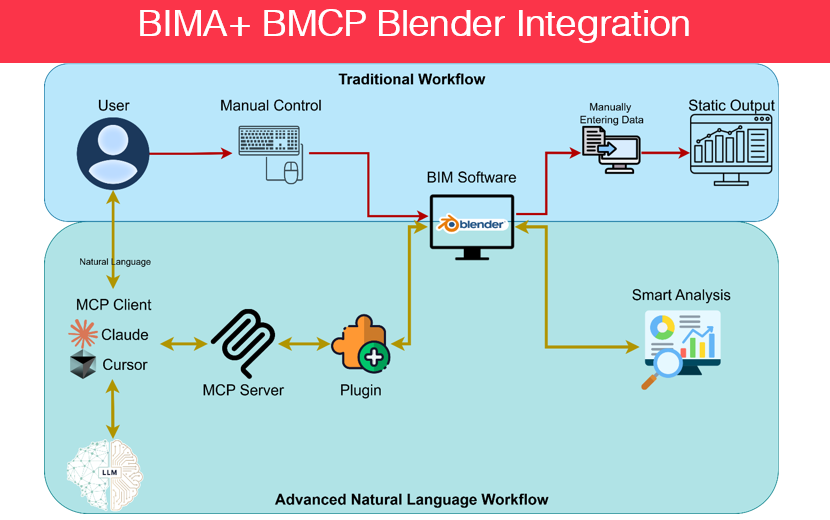 BIMA+ BMCP Blender Integration
Traditional Workflow
User
Manual Control
Manually
Entering Data
Static Output
BIM Software
blender
Natural Language
MCP Client
Claude
Cursor
MCP Server
Plugin
Smart Analysis
LLM
Advanced Natural Language Workflow